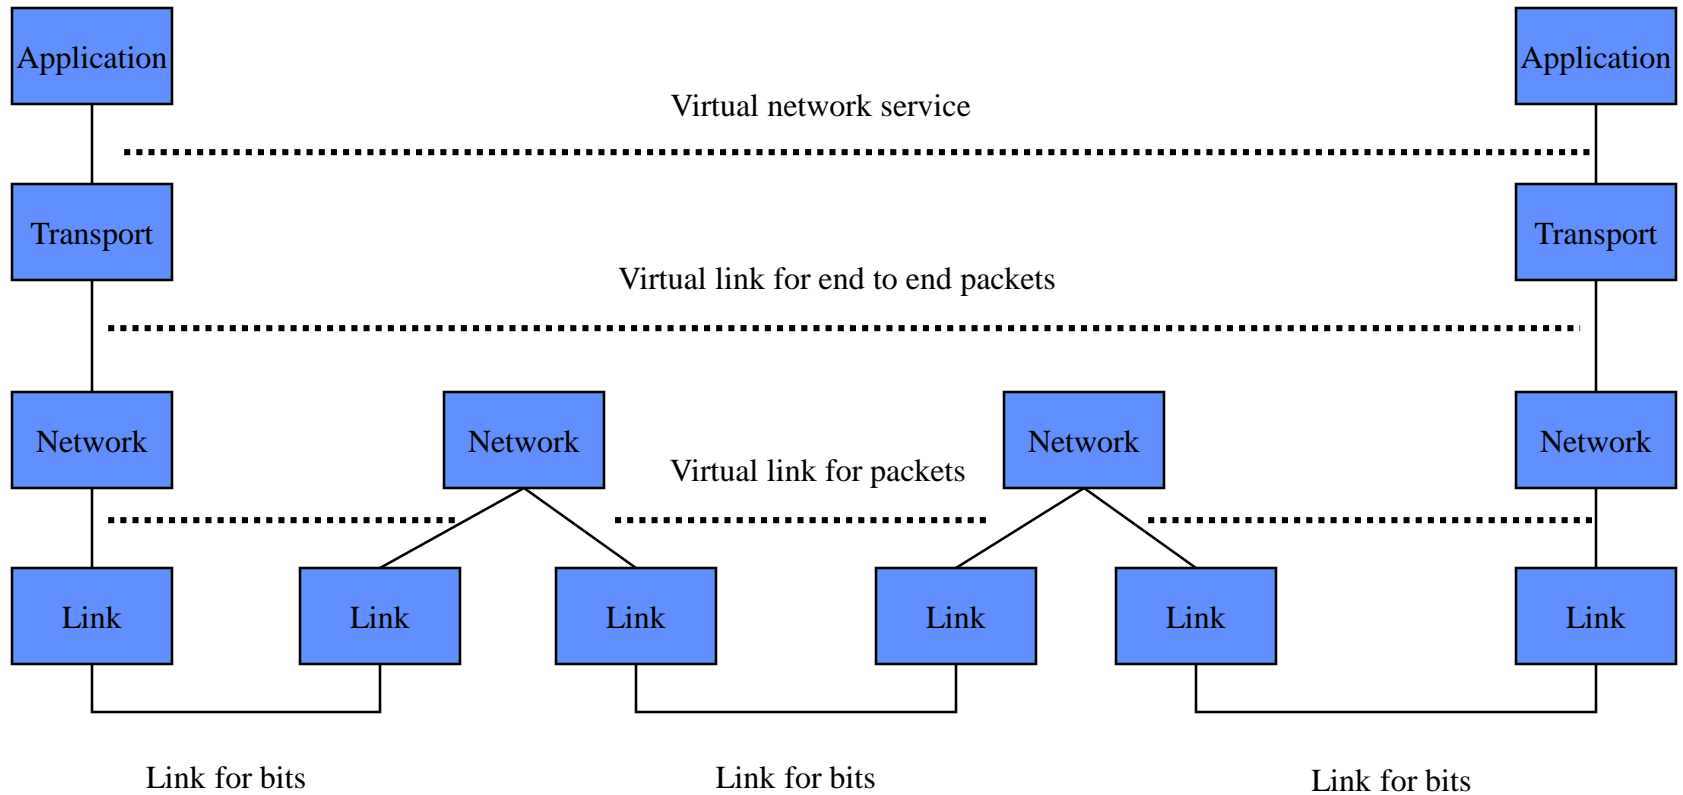 Application
Application
Virtual network service
Transport
Transport
Virtual link for end to end packets
Network
Network
Network
Network
Virtual link for packets
Link
Link
Link
Link
Link
Link
Link for bits
Link for bits
Link for bits